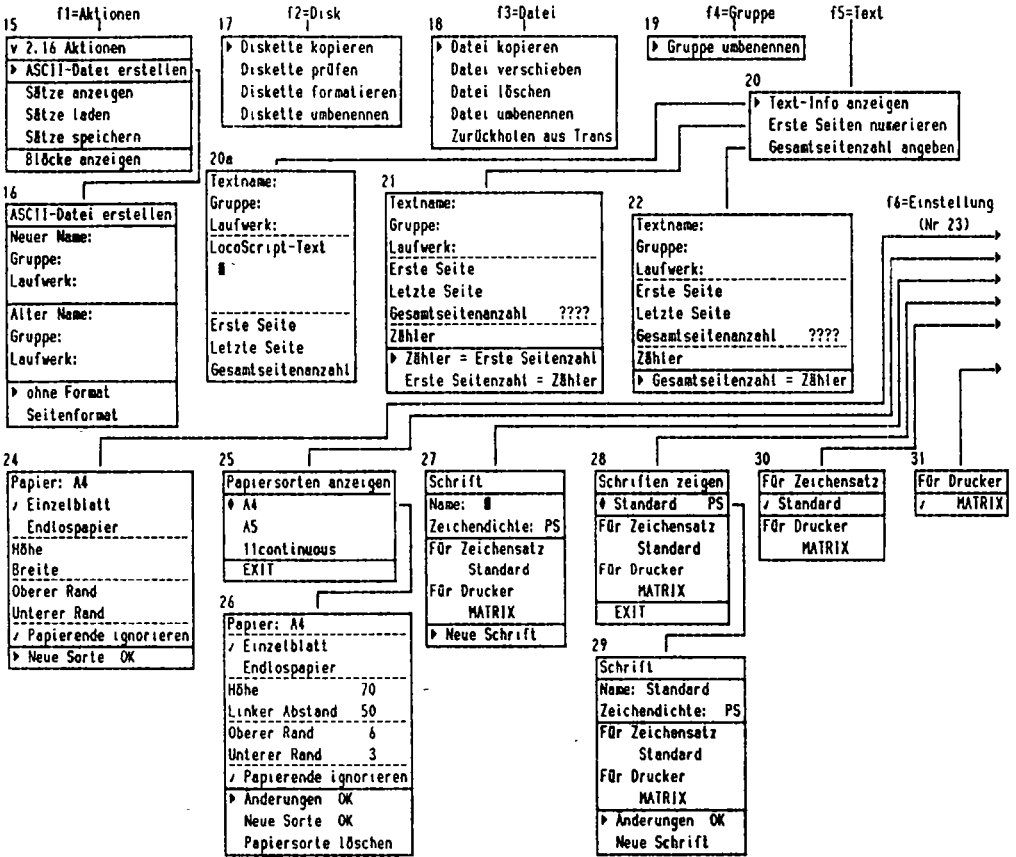 f1=Aktionen
15
v 2.16 Aktionen
ASCII-Datei erstellen
Sätze anzeigen
Sätze laden
Sätze speichern
Blöcke anzeigen
f2=Disk
17
Diskette kopieren
Diskette prüfen
Diskette formatieren
Diskette umbenennen
f3=Datei
18
Datei kopieren
Datei verschieben
Datei löschen
Datei umbenennen
Zurückholen aus Trans
f4=Gruppe
19
Gruppe umbenennen
f5=Text
20
Text-Info anzeigen
Erste Seiten numerieren
Gesamtseitenzahl angeben
16
ASCII-Datei erstellen
Neuer Name:
Gruppe:
Laufwerk:
Alter Name:
Gruppe:
Laufwerk:
ohne Format
Seitenformat
20a
Textname:
Gruppe:
Laufwerk:
LocoScript-Text
Erste Seite
Letzte Seite
Gesamtseitenanzahl
21
Textname:
Gruppe:
Laufwerk:
Erste Seite
Letzte Seite
Gesamtseitenanzahl ????
Zähler
Zähler = Erste Seitenzahl
Erste Seitenzahl = Zähler
22
Textname:
Gruppe:
Laufwerk:
Erste Seite
Letzte Seite
Gesamtseitenanzahl ????
Zähler
Gesamtseitenzahl = Zähler
f6=Einstellung
(Nr 23)
24
Papier: A4
✓ Einzelblatt
Endlospapier
Höhe
Breite
Oberer Rand
Unterer Rand
✓ Papierende ignorieren
Neue Sorte OK
25
Papiersorten anzeigen
♦ A4
A5
11continuous
EXIT
26
Papier: A4
✓ Einzelblatt
Endlospapier
Höhe 70
Linker Abstand 50
Oberer Rand 6
Unterer Rand 3
✓ Papierende ignorieren
Änderungen OK
Neue Sorte OK
Papiersorte löschen
27
Schrift
Name:
Zeichendichte: PS
Für Zeichensatz
Standard
Für Drucker
MATRIX
Neue Schrift
28
Schriften zeigen
♦ Standard PS
Für Zeichensatz
Standard
Für Drucker
MATRIX
EXIT
29
Schrift
Name: Standard
Zeichendichte: PS
Für Zeichensatz
Standard
Für Drucker
MATRIX
Änderungen OK
Neue Schrift
30
Für Zeichensatz
✓ Standard
Für Drucker
MATRIX
31
Für Drucker
✓ MATRIX